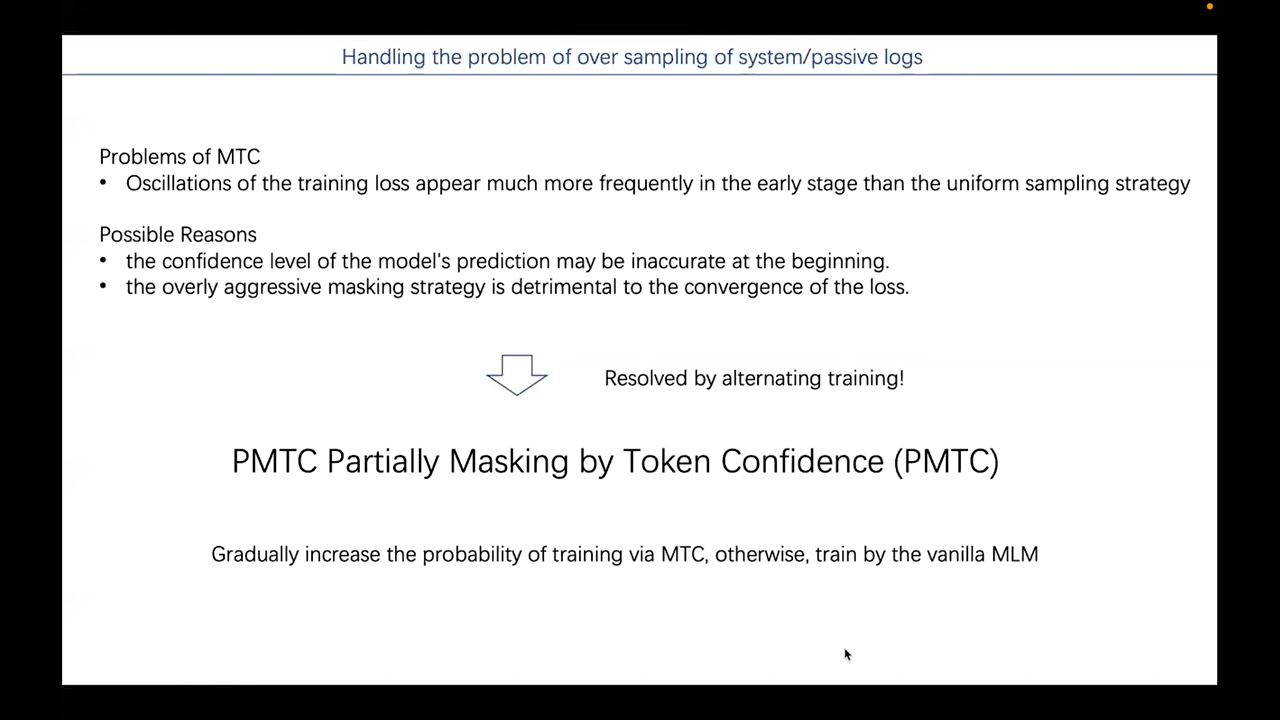 Handling the problem of over sampling of system/passive logs
Problems of MTC
• Oscillations of the training loss appear much more frequently in the early stage than the uniform sampling strategy
Possible Reasons
• the confidence level of the model's prediction may be inaccurate at the beginning.
• the overly aggressive masking strategy is detrimental to the convergence of the loss.
Resolved by alternating training!
PMTC Partially Masking by Token Confidence (PMTC)
Gradually increase the probability of training via MTC, otherwise, train by the vanilla MLM